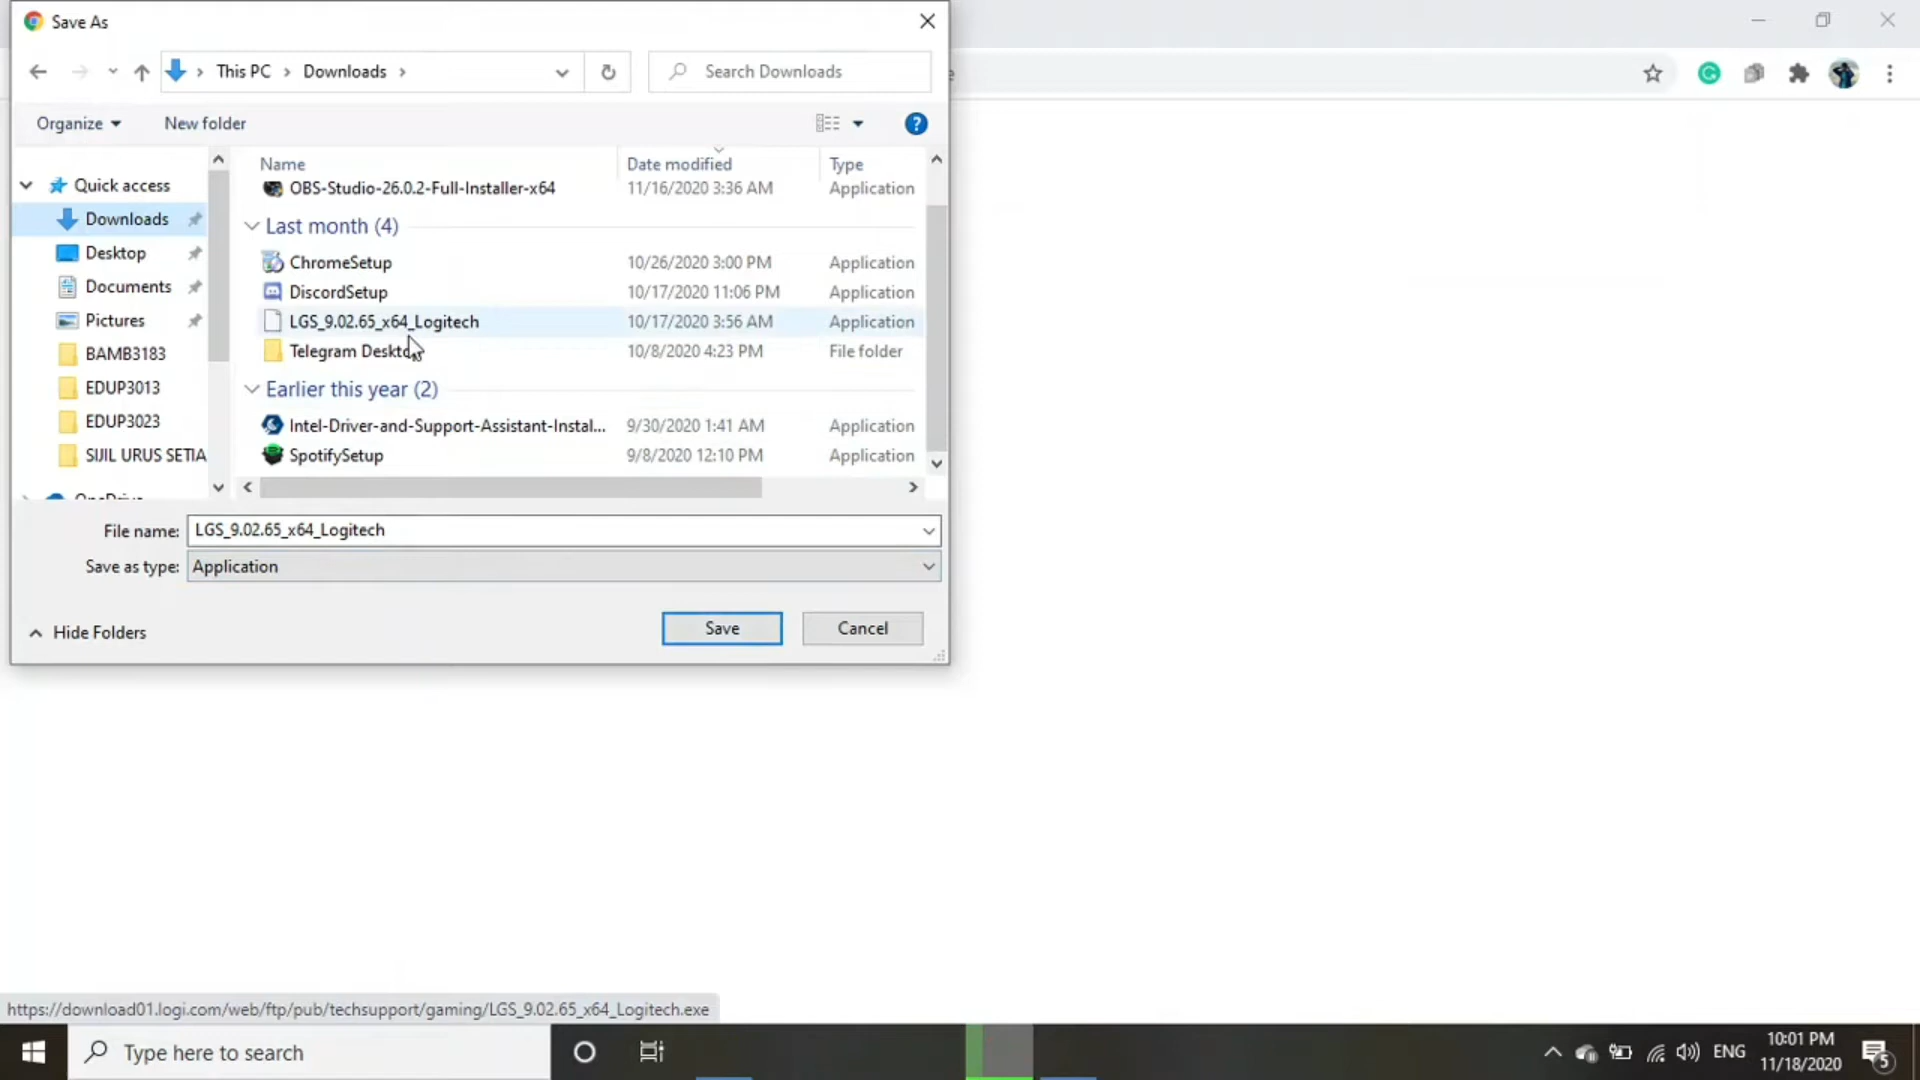 Save As
This PC > Downloads >
Search Downloads
Organize
New folder
Name
Date modified
Type
OBS-Studio-26.0.2-Full-Installer-x64 11/16/2020 3:36 AM Application
Last month (4)
ChromeSetup 10/26/2020 3:00 PM Application
DiscordSetup 10/17/2020 11:06 PM Application
LGS_9.02.65_x64_Logitech 10/17/2020 3:56 AM Application
Telegram Desktop 10/8/2020 4:23 PM File folder
Earlier this year (2)
Intel-Driver-and-Support-Assistant-Instal... 9/30/2020 1:41 AM Application
SpotifySetup 9/8/2020 12:10 PM Application
Quick access
Downloads
Desktop
Documents
Pictures
BAMB3183
EDUP3013
EDUP3023
SIJIL URUS SETIA
File name: LGS_9.02.65_x64_Logitech
Save as type: Application
Hide Folders
Save
Cancel
https://download01.logi.com/web/ftp/pub/techsupport/gaming/LGS_9.02.65_x64_Logitech.exe
Type here to search
ENG
10:01 PM
11/18/2020
5